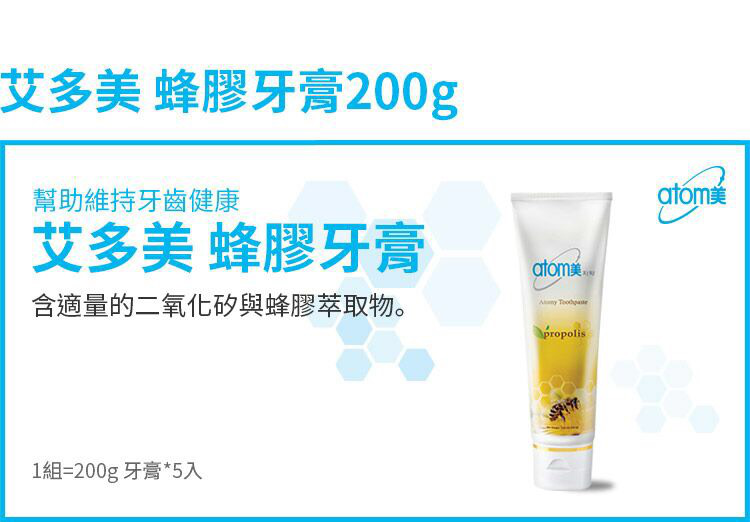 艾多美 蜂膠牙膏200g
幫助維持牙齒健康
艾多美 蜂膠牙膏
含適量的二氧化矽與蜂膠萃取物。
1組=200g 牙膏*5入
atom美
atom美
Atomy Toothpaste
propolis